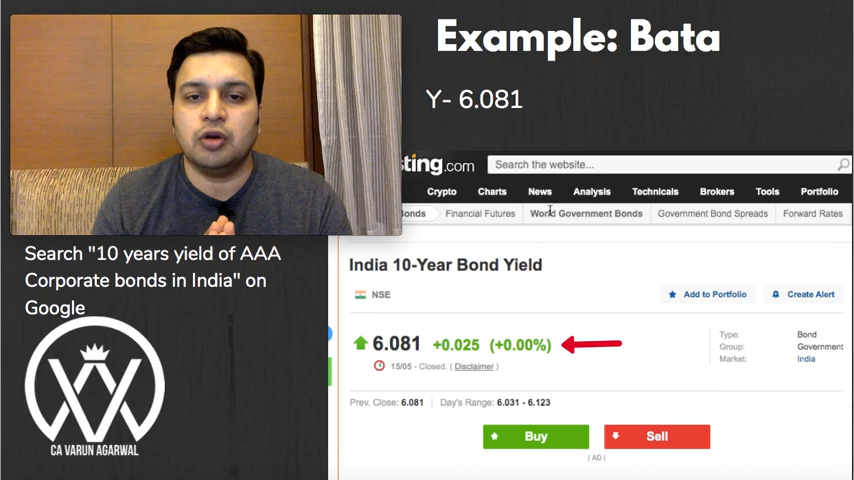 Example: Bata
Y- 6.081
Search "10 years yield of AAA
Corporate bonds in India" on
Google
CA VARUN AGARWAL
sting.com
Search the website...
Crypto Charts News Analysis Technicals Brokers Tools Portfolio
Bonds Financial Futures World Government Bonds Government Bond Spreads Forward Rates
India 10-Year Bond Yield
NSE
Add to Portfolio Create Alert
6.081 +0.025 (+0.00%)
15/05 - Closed. ( Disclaimer )
Type: Bond
Group: Government
Market: India
Prev. Close: 6.081 Day's Range: 6.031 - 6.123
Buy Sell
[ AD ]